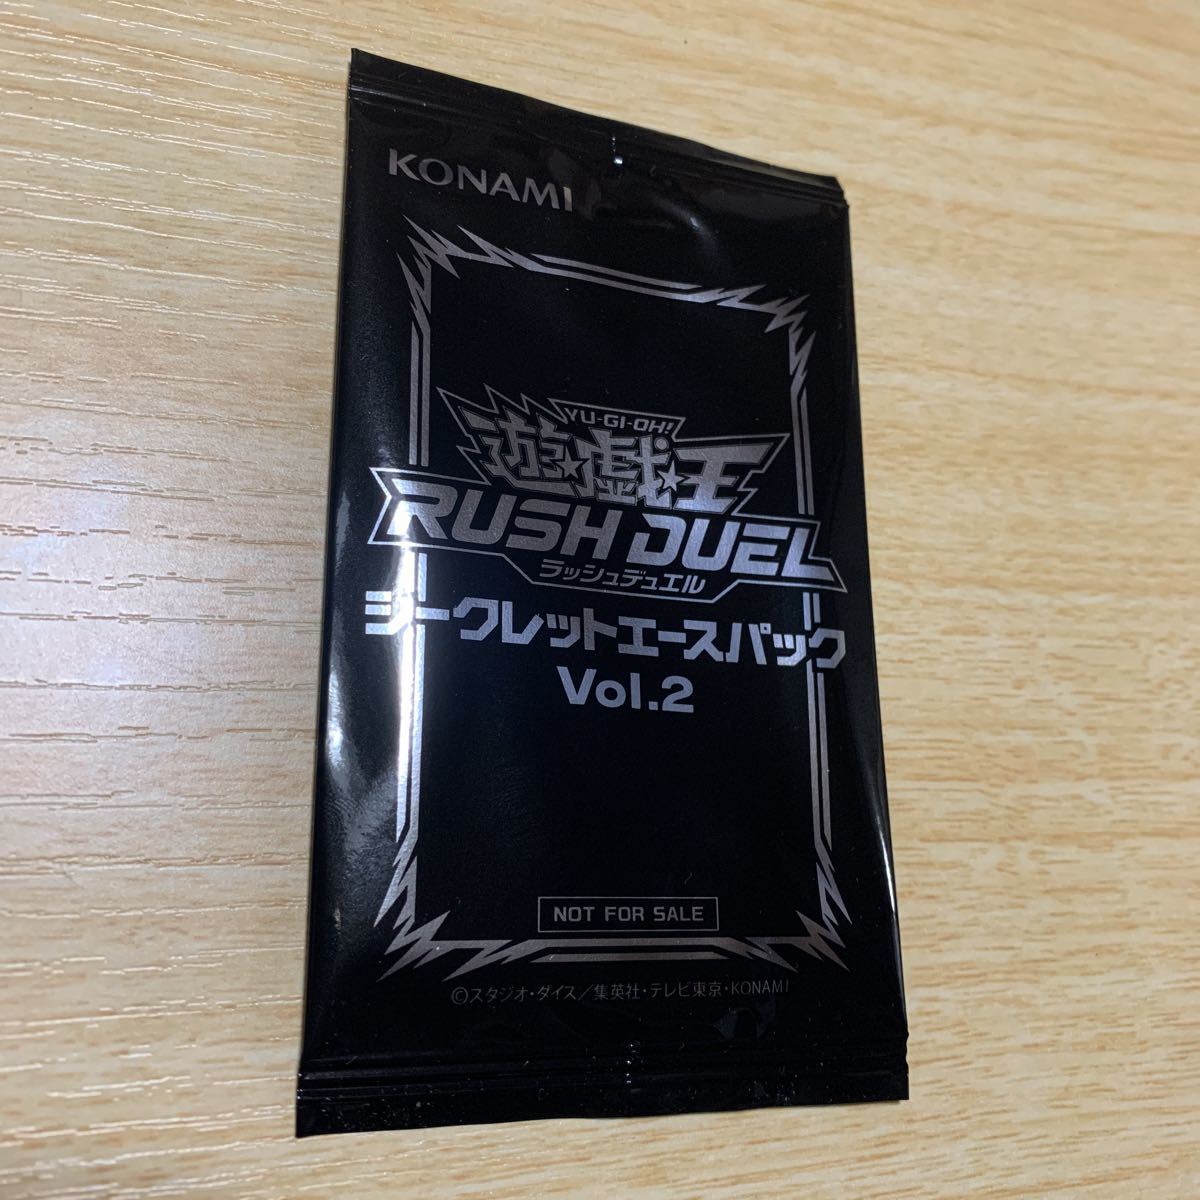 KONAMI
YU-GI-OH!
遊☆戯☆王
RUSH DUEL
ラッシュデュエル
シークレットエースパック
Vol.2
NOT FOR SALE
©スタジオ・ダイス／集英社・テレビ東京・KONAMI